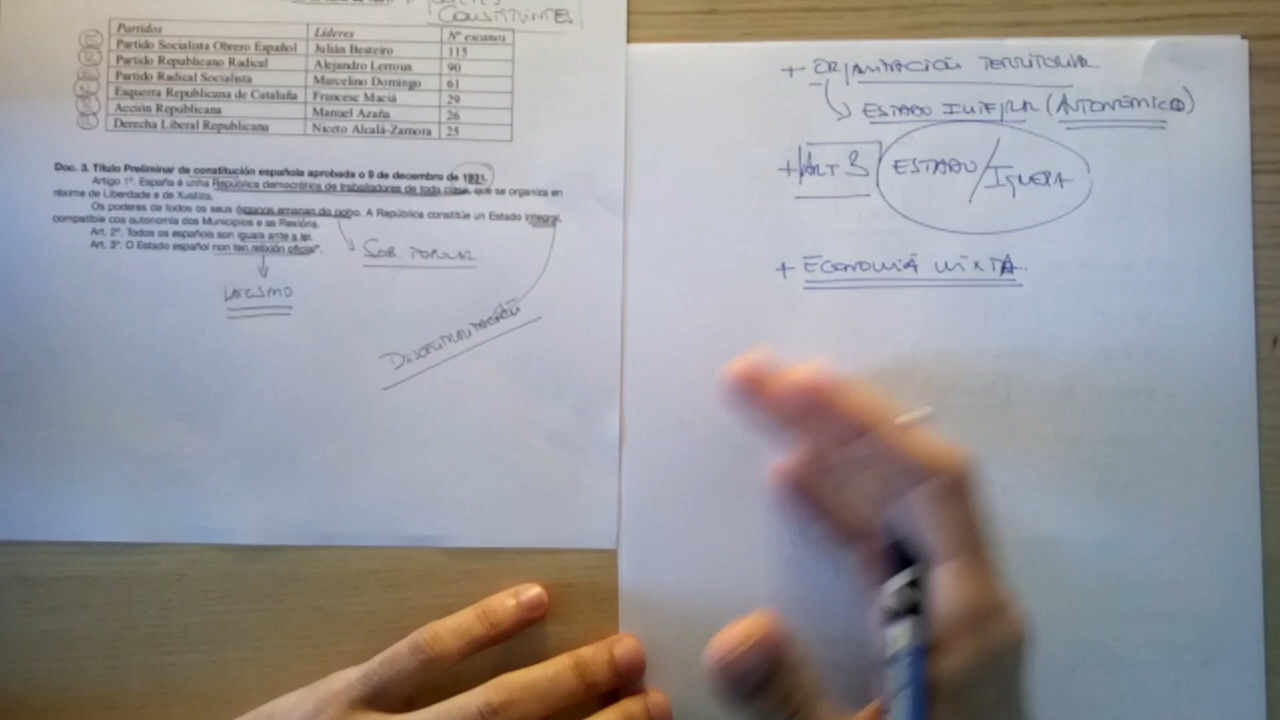 CONSTITUYENTES
Partidos Líderes Nº escanos
Partido Socialista Obrero Español Julián Besteiro 115
Partido Republicano Radical Alejandro Lerroux 90
Partido Radical Socialista Marcelino Domingo 61
Esquerra Republicana de Cataluña Francesc Macià 29
Acción Republicana Manuel Azaña 26
Derecha Liberal Republicana Niceto Alcalá-Zamora 25
Doc. 3. Título Preliminar da constitución española aprobada o 9 de decembro de 1931.
Artigo 1º. España é unha República democrática de traballadores de toda clase, que se organiza en
réxime de Liberdade e de Xustiza.
Os poderes de todos os seus órganos emanan do pobo. A República constitúe un Estado integral,
compatible coa autonomía dos Municipios e as Rexións.
Art. 2º. Todos os españois son iguais ante a lei.
Art. 3º. O Estado español non ten relixión oficial".
SOB. POPULAR
LAICISMO
DESCENTRALIZACIÓN
+ ORGANIZACIÓN TERRITORIAL
ESTADO INTEGRAL (AUTONÓMICO)
+ ART 3 ESTADO/IGLESIA
+ ECONOMÍA MIXTA.